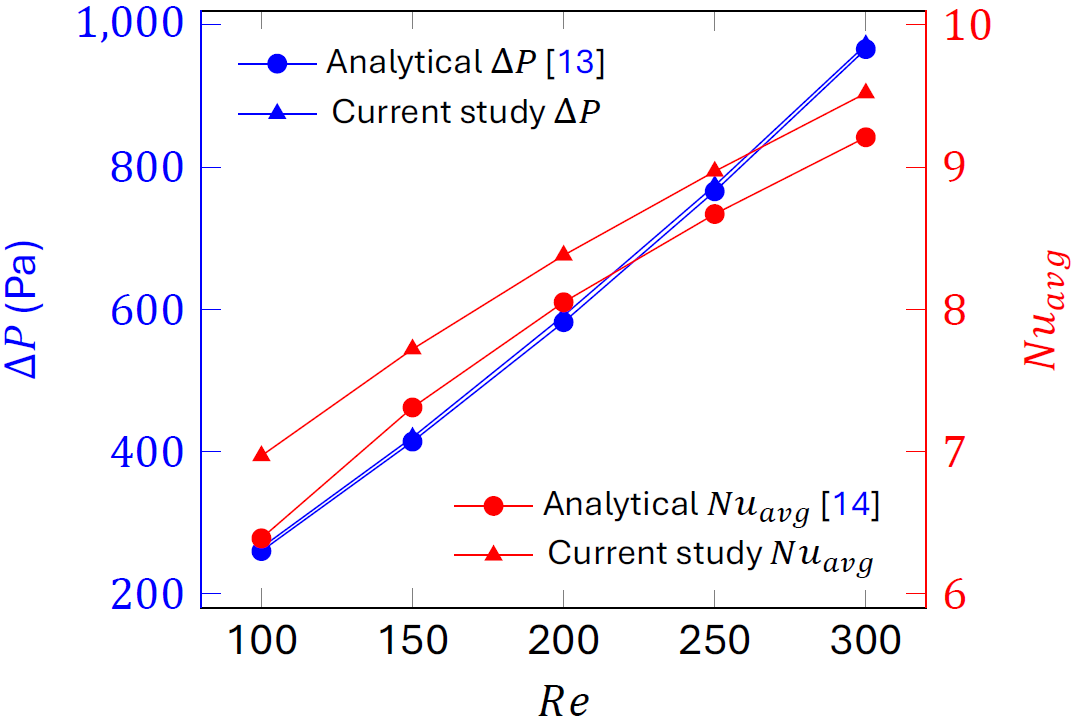 1,000
800
600
400
200
ΔP (Pa)
Analytical ΔP [13]
Current study ΔP
10
9
8
7
6
Nu_avg
Analytical Nu_avg [14]
Current study Nu_avg
100 150 200 250 300
Re